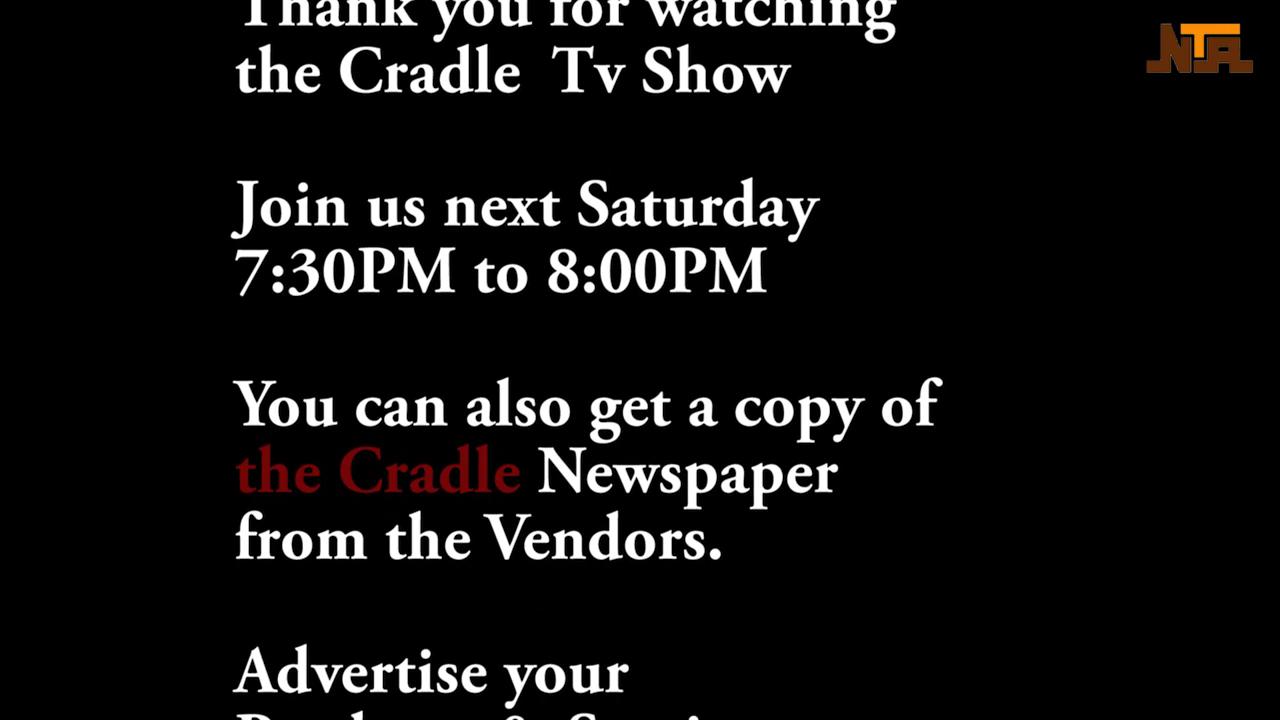 Thank you for watching
the Cradle Tv Show
NTA
Join us next Saturday
7:30PM to 8:00PM
You can also get a copy of
the Cradle Newspaper
from the Vendors.
Advertise your